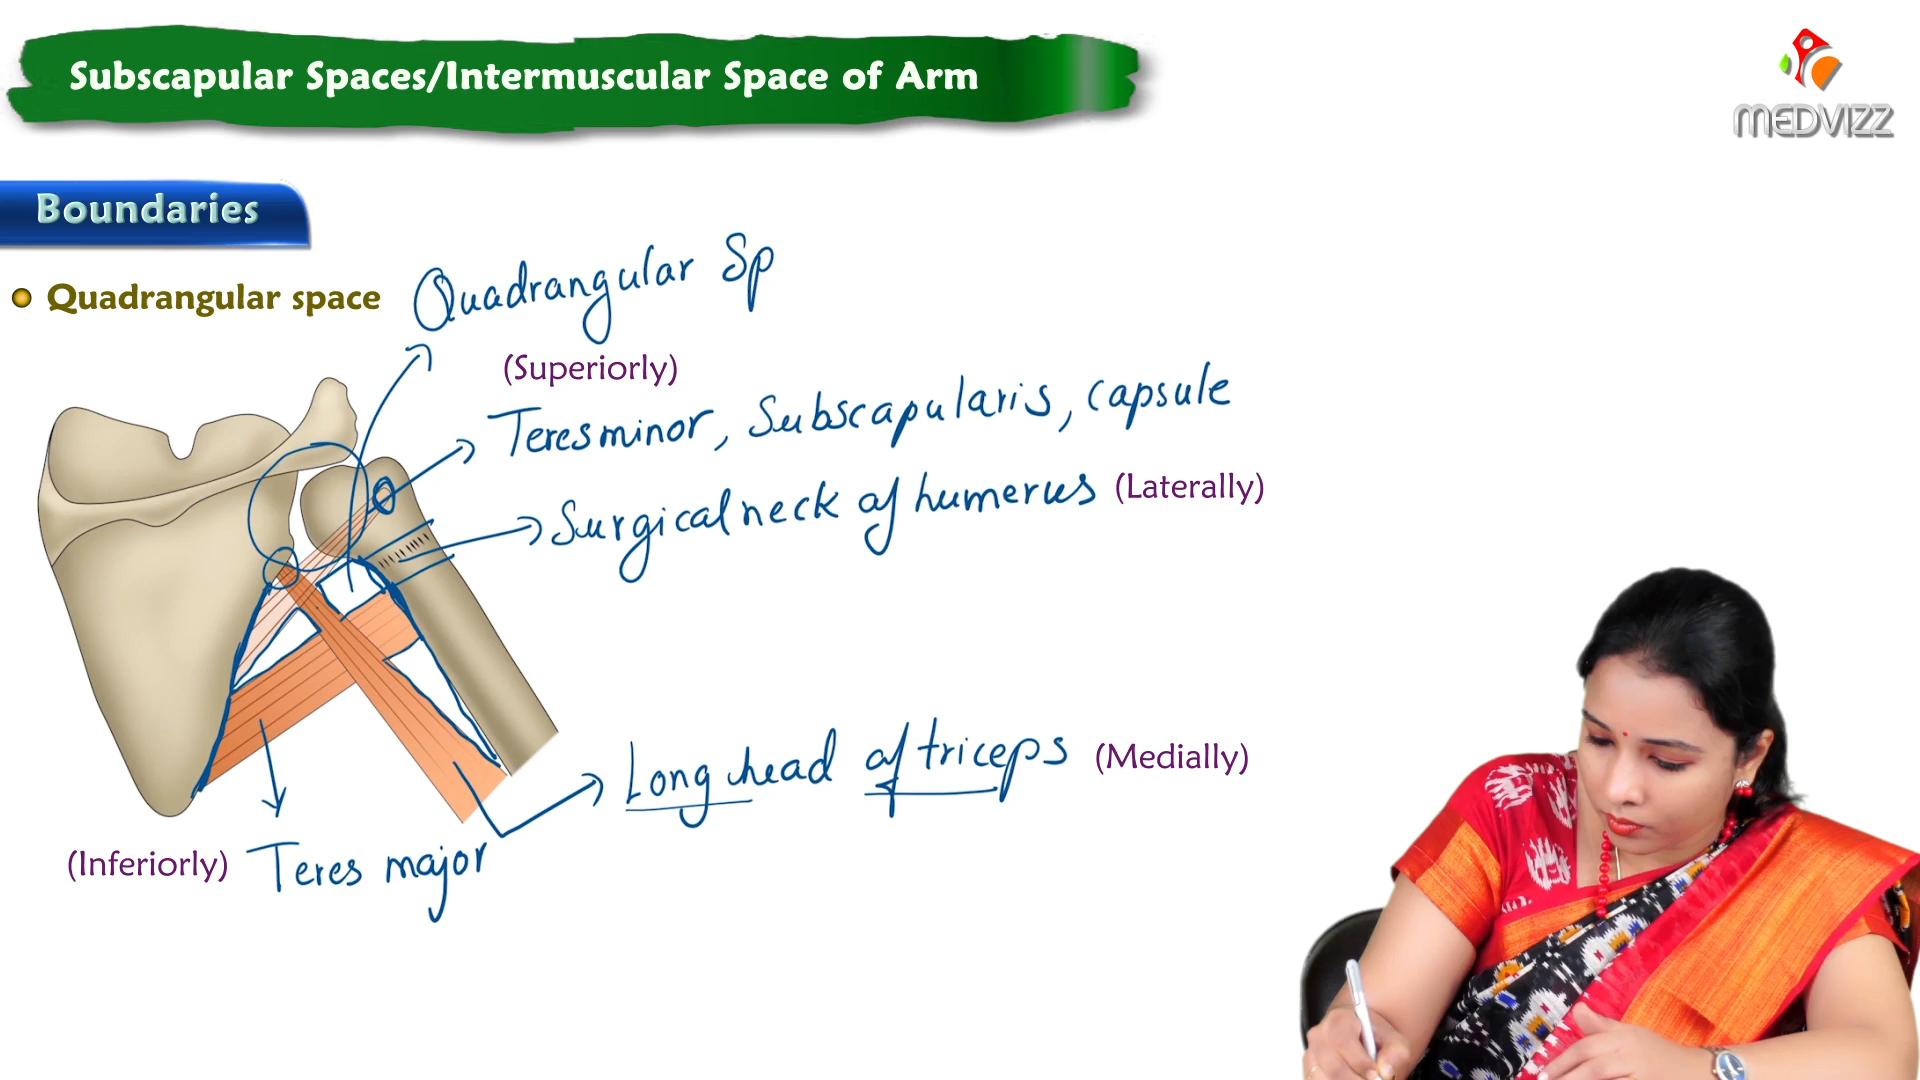 Subscapular Spaces/Intermuscular Space of Arm
MEDVIZZ
Boundaries
Quadrangular space
Quadrangular Sp
(Superiorly)
Teres minor, Subscapularis, capsule
Surgical neck of humerus (Laterally)
Long head of triceps (Medially)
(Inferiorly) Teres major